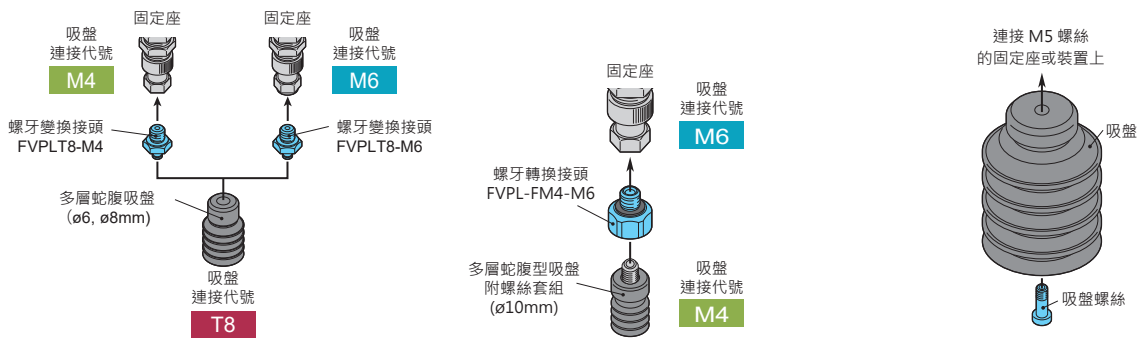 固定座
固定座
吸盤
連接代號
M4
吸盤
連接代號
M6
螺牙變換接頭
FVPLT8-M4
螺牙變換接頭
FVPLT8-M6
多層蛇腹吸盤
(ø6, ø8mm)
吸盤
連接代號
T8
固定座
吸盤
連接代號
M6
螺牙轉換接頭
FVPL-FM4-M6
多層蛇腹型吸盤
附螺絲套組
(ø10mm)
吸盤
連接代號
M4
連接 M5 螺絲
的固定座或裝置上
吸盤
吸盤螺絲